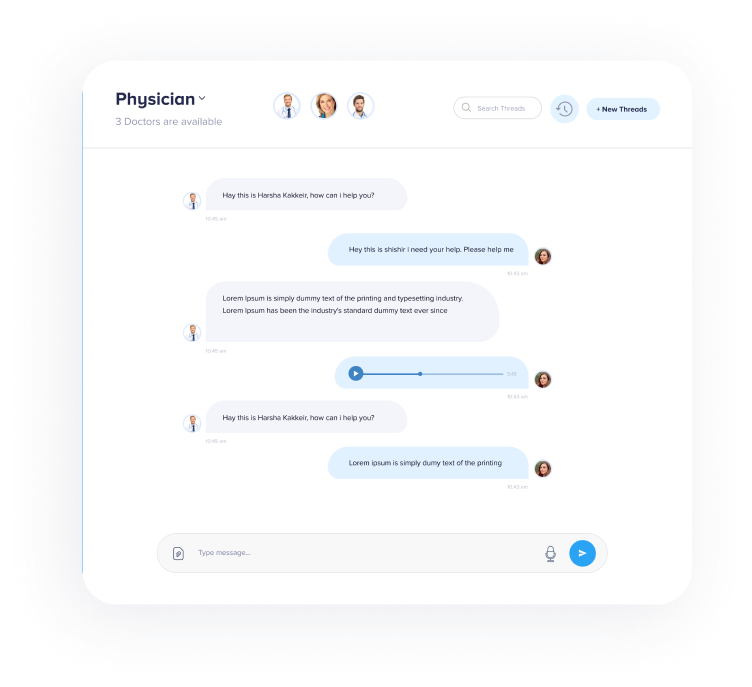 Physician
3 Doctors are available
Search Threads
+ New Threads
Hay this is Harsha Kakkeir, how can i help you?
10:45 am
Hey this is shishir i need your help. Please help me
10:43 am
Lorem Ipsum is simply dummy text of the printing and typesetting industry.
Lorem Ipsum has been the industry's standard dummy text ever since
10:45 am
10:43 am
Hay this is Harsha Kakkeir, how can i help you?
10:45 am
Lorem ipsum is simply dumy text of the printing
10:43 am
Type message...